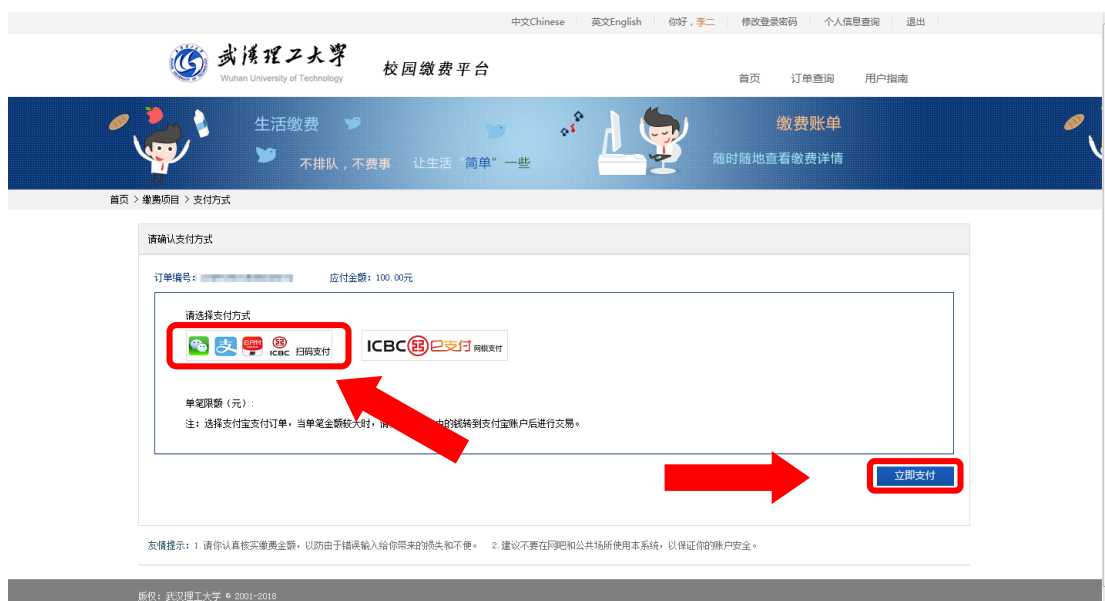 中文Chinese 英文English 你好，李二 修改登录密码 个人信息查询 退出
武汉理工大学
Wuhan University of Technology
校园缴费平台
首页 订单查询 用户指南
生活缴费
不排队，不费事 让生活“简单”一些
缴费账单
随时随地查看缴费详情
首页 > 缴费项目 > 支付方式
请确认支付方式
订单编号： 应付金额：100.00元
请选择支付方式
支 ICBC 扫码支付
ICBC e支付 网银支付
单笔限额（元）：
注：选择支付宝支付订单，当单笔金额较大时， 的钱转到支付宝账户后进行交易。
立即支付
友情提示：1.请你认真核实缴费金额，以防由于错误输入给你带来的损失和不便。 2.建议不要在网吧和公共场所使用本系统，以保证你的账户安全。
版权：武汉理工大学 © 2001-2018